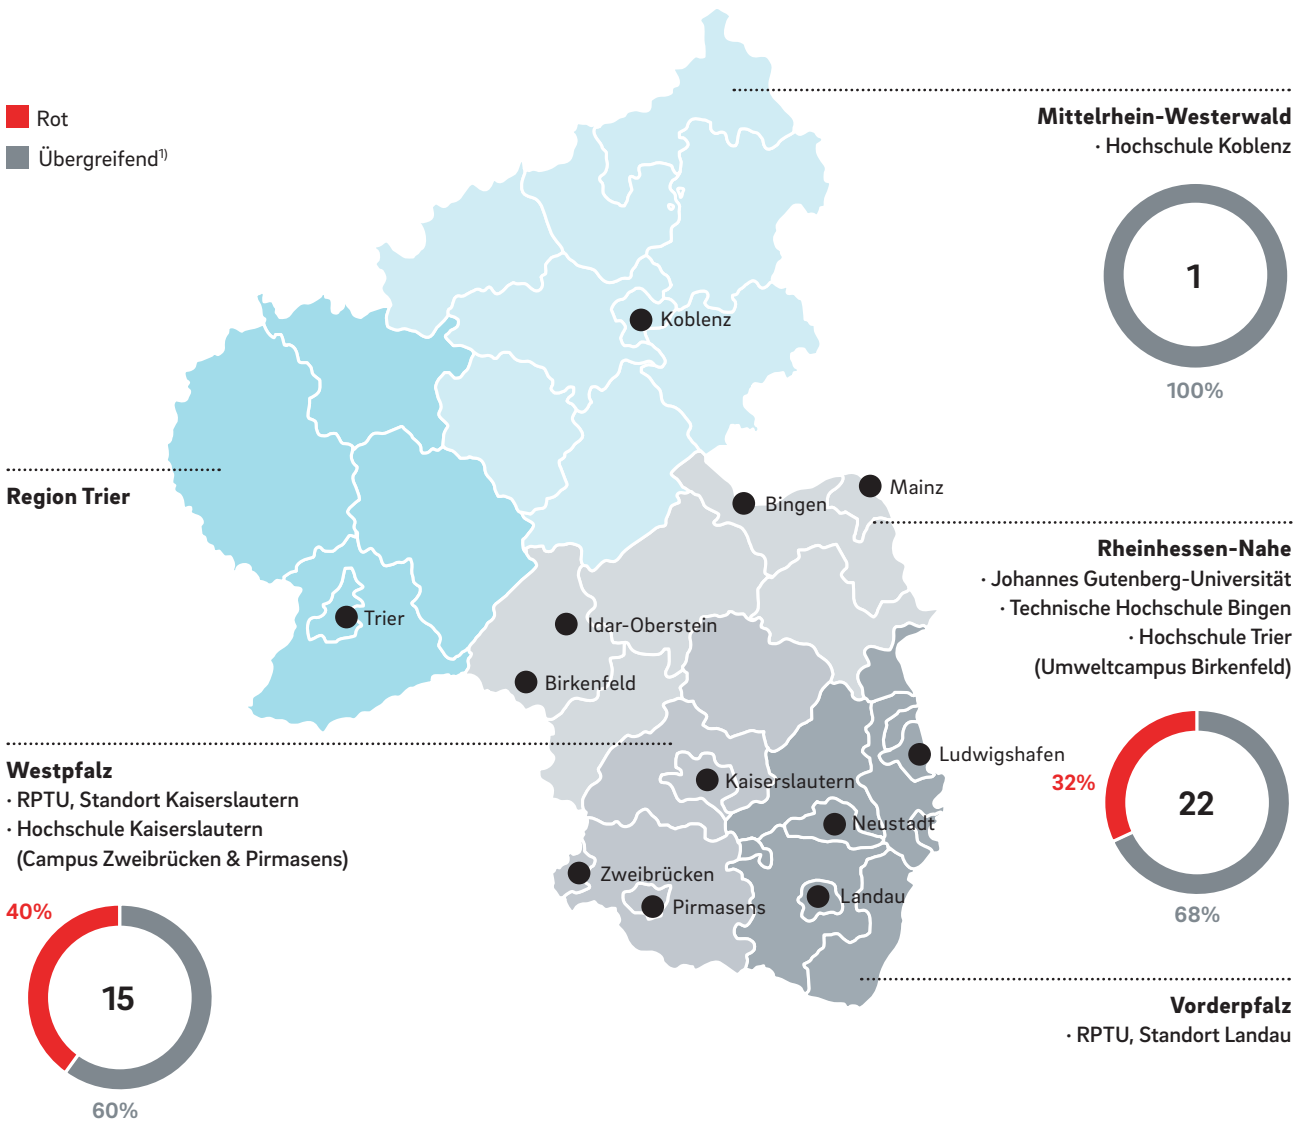 Rot
Übergreifend¹⁾
Mittelrhein-Westerwald
· Hochschule Koblenz
1
100%
Koblenz
Region Trier
Mainz
Bingen
Rheinhessen-Nahe
· Johannes Gutenberg-Universität
· Technische Hochschule Bingen
· Hochschule Trier
(Umweltcampus Birkenfeld)
Trier
Idar-Oberstein
Birkenfeld
32%
22
68%
Westpfalz
· RPTU, Standort Kaiserslautern
· Hochschule Kaiserslautern
(Campus Zweibrücken & Pirmasens)
40%
15
60%
Ludwigshafen
Kaiserslautern
Neustadt
Zweibrücken
Landau
Pirmasens
Vorderpfalz
· RPTU, Standort Landau